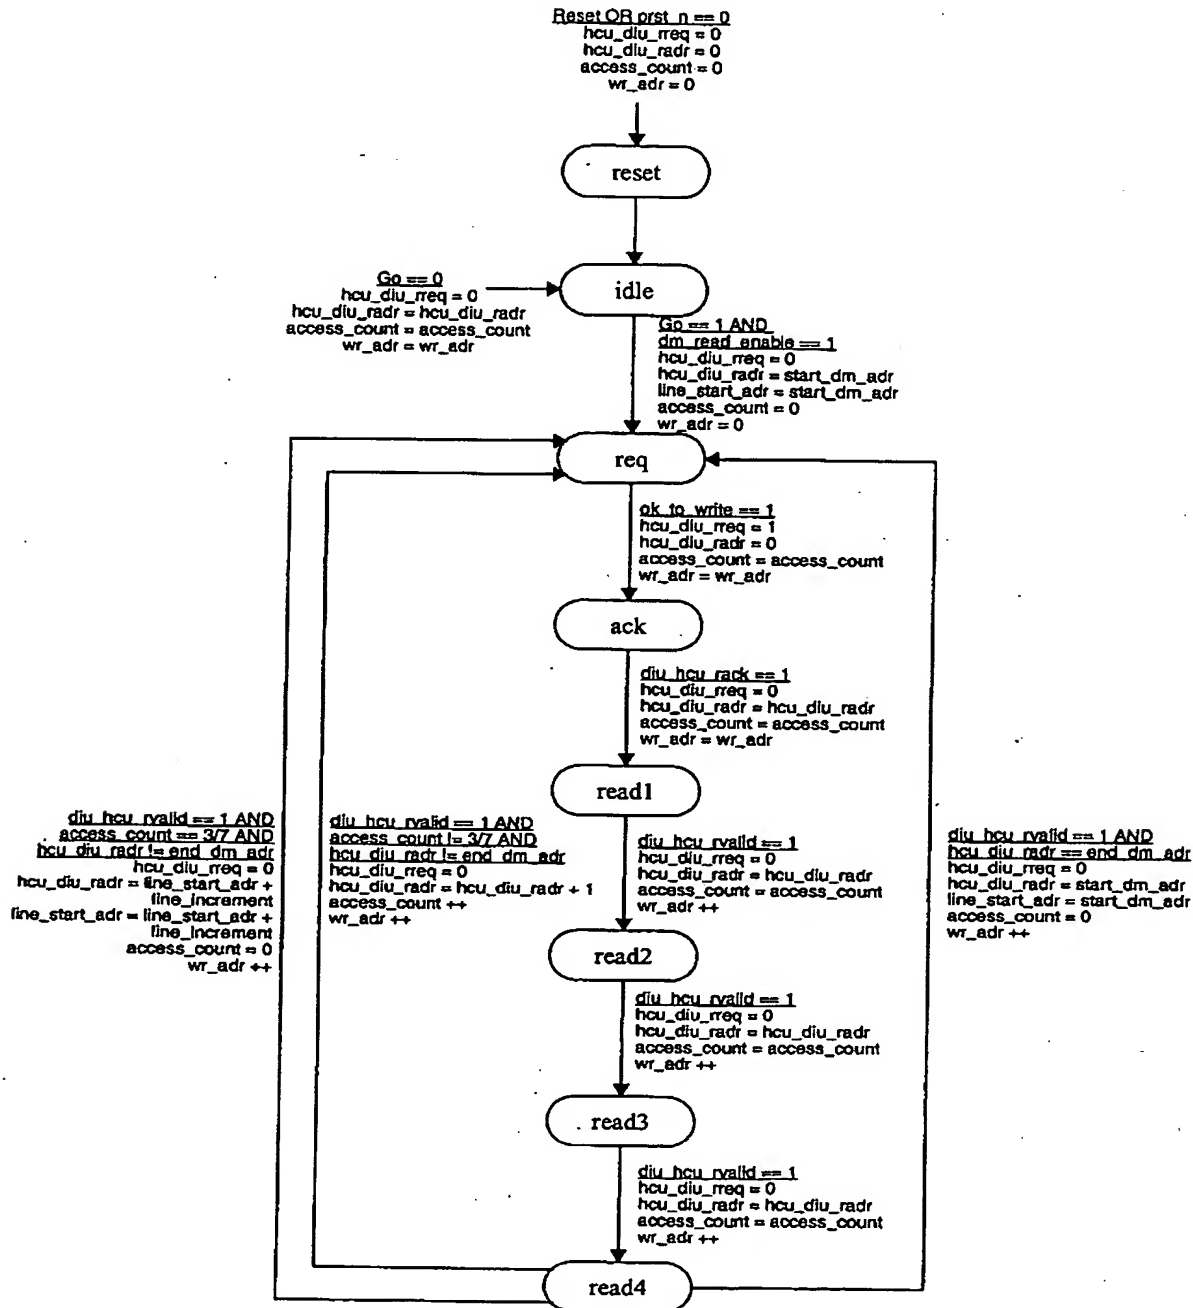 Reset OR prst_n == 0
hcu_diu_rreq = 0
hcu_diu_radr = 0
access_count = 0
wr_adr = 0
reset
Go == 0
hcu_diu_rreq = 0
hcu_diu_radr = hcu_diu_radr
access_count = access_count
wr_adr = wr_adr
idle
Go == 1 AND
dm_read_enable == 1
hcu_diu_rreq = 0
hcu_diu_radr = start_dm_adr
line_start_adr = start_dm_adr
access_count = 0
wr_adr = 0
req
ok_to_write == 1
hcu_diu_rreq = 1
hcu_diu_radr = 0
access_count = access_count
wr_adr = wr_adr
ack
diu_hcu_rack == 1
hcu_diu_rreq = 0
hcu_diu_radr = hcu_diu_radr
access_count = access_count
wr_adr = wr_adr
read1
diu_hcu_rvalid == 1 AND
access_count == 3/7 AND
hcu_diu_radr != end_dm_adr
hcu_diu_rreq = 0
hcu_diu_radr = line_start_adr +
line_increment
line_start_adr = line_start_adr +
line_increment
access_count = 0
wr_adr ++
diu_hcu_rvalid == 1 AND
access_count != 3/7 AND
hcu_diu_radr != end_dm_adr
hcu_diu_rreq = 0
hcu_diu_radr = hcu_diu_radr + 1
access_count ++
wr_adr ++
diu_hcu_rvalid == 1
hcu_diu_rreq = 0
hcu_diu_radr = hcu_diu_radr
access_count = access_count
wr_adr ++
diu_hcu_rvalid == 1 AND
hcu_diu_radr == end_dm_adr
hcu_diu_rreq = 0
hcu_diu_radr = start_dm_adr
line_start_adr = start_dm_adr
access_count = 0
wr_adr ++
read2
diu_hcu_rvalid == 1
hcu_diu_rreq = 0
hcu_diu_radr = hcu_diu_radr
access_count = access_count
wr_adr ++
read3
diu_hcu_rvalid == 1
hcu_diu_rreq = 0
hcu_diu_radr = hcu_diu_radr
access_count = access_count
wr_adr ++
read4